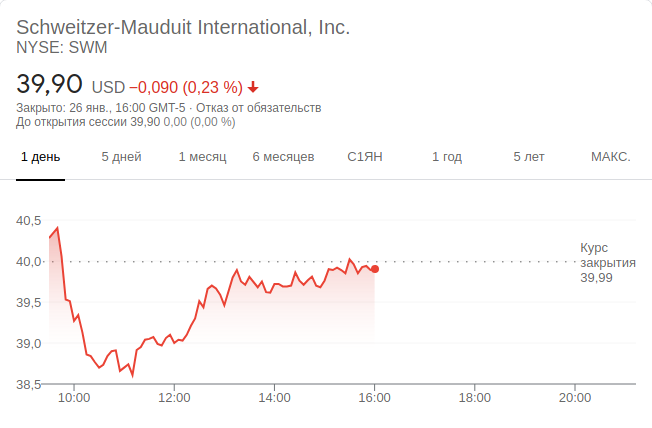 Schweitzer-Mauduit International, Inc.
NYSE: SWM
39,90 USD −0,090 (0,23 %)
Закрыто: 26 янв., 16:00 GMT-5 · Отказ от обязательств
До открытия сессии 39,90 0,00 (0,00 %)
1 день 5 дней 1 месяц 6 месяцев С1ЯН 1 год 5 лет МАКС.
40,5
Курс
40,0 закрытия
39,99
39,5
39,0
38,5
10:00 12:00 14:00 16:00 18:00 20:00